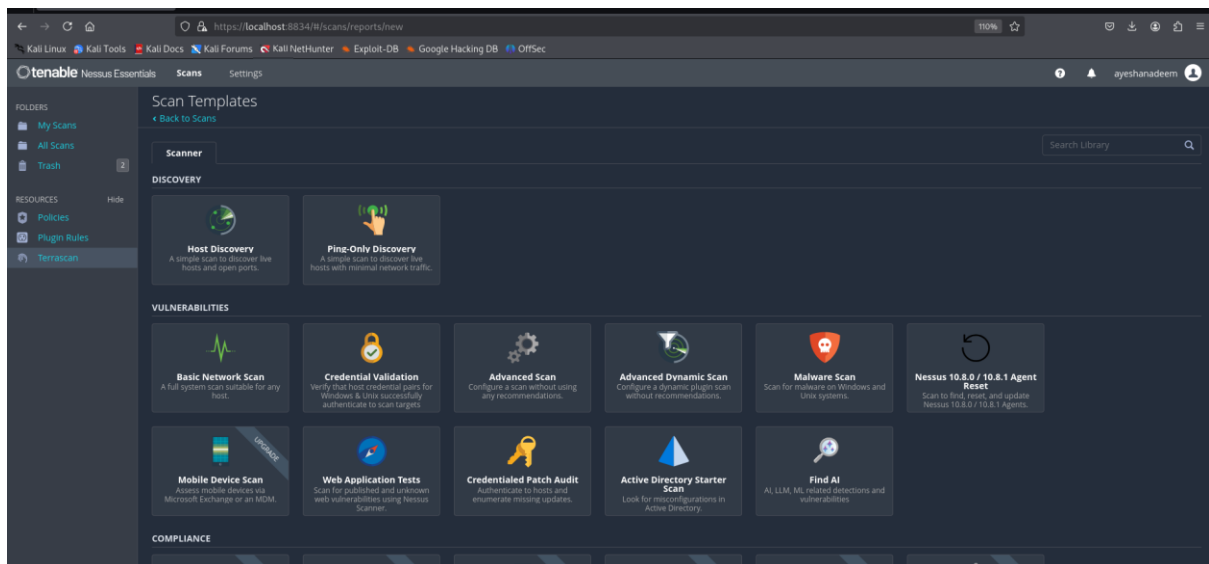 https://localhost:8834/#/scans/reports/new
110%
Kali Linux Kali Tools Kali Docs Kali Forums Kali NetHunter Exploit-DB Google Hacking DB OffSec
tenable Nessus Essentials Scans Settings ayeshanadeem
FOLDERS
My Scans
All Scans
Trash 2
RESOURCES Hide
Policies
Plugin Rules
Terrascan
Scan Templates
Back to Scans
Scanner
Search Library
DISCOVERY
Host Discovery
A simple scan to discover live
hosts and open ports.
Ping-Only Discovery
A simple scan to discover live
hosts with minimal network traffic.
VULNERABILITIES
Basic Network Scan
A full system scan suitable for any
host.
Credential Validation
Verify that host credential pairs for
Windows & Unix successfully
authenticate to scan targets
Advanced Scan
Configure a scan without using
any recommendations.
Advanced Dynamic Scan
Configure a dynamic plugin scan
without recommendations.
Malware Scan
Scan for malware on Windows and
Unix systems.
Nessus 10.8.0 / 10.8.1 Agent
Reset
Scan to find, reset, and update
Nessus 10.8.0 / 10.8.1 Agents.
UPGRADE
Mobile Device Scan
Assess mobile devices via
Microsoft Exchange or an MDM.
Web Application Tests
Scan for published and unknown
web vulnerabilities using Nessus
Scanner.
Credentialed Patch Audit
Authenticate to hosts and
enumerate missing updates.
Active Directory Starter
Scan
Look for misconfigurations in
Active Directory.
Find AI
AI, LLM, ML related detections and
vulnerabilities
COMPLIANCE